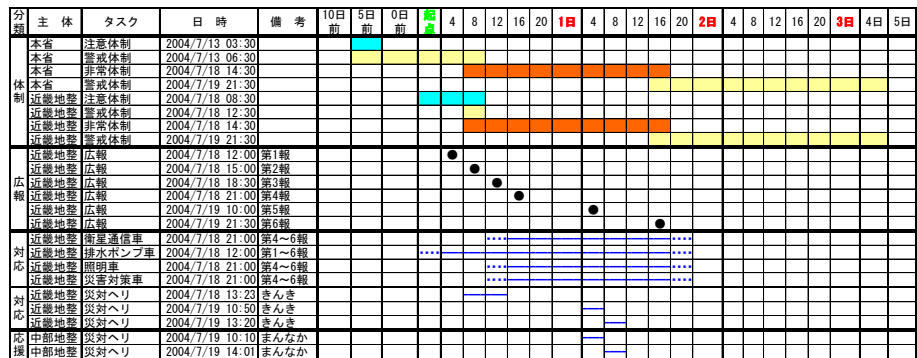 分類 主 体 タスク 日 時 備 考 10日前 5日前 0日前 起点 4 8 12 16 20 1日 4 8 12 16 20 2日 4 8 12 16 20 3日 4日 5日
体制
本省 注意体制 2004/7/13 03:30
本省 警戒体制 2004/7/13 06:30
本省 非常体制 2004/7/18 14:30
本省 警戒体制 2004/7/19 21:30
近畿地整 注意体制 2004/7/18 08:30
近畿地整 警戒体制 2004/7/18 12:30
近畿地整 非常体制 2004/7/18 14:30
近畿地整 警戒体制 2004/7/19 21:30
広報
近畿地整 広報 2004/7/18 12:00 第1報
近畿地整 広報 2004/7/18 15:00 第2報
近畿地整 広報 2004/7/18 18:30 第3報
近畿地整 広報 2004/7/18 21:00 第4報
近畿地整 広報 2004/7/19 10:00 第5報
近畿地整 広報 2004/7/19 21:30 第6報
対応
近畿地整 衛星通信車 2004/7/18 21:00 第4～6報
近畿地整 排水ポンプ車 2004/7/18 12:00 第1～6報
近畿地整 照明車 2004/7/18 21:00 第4～6報
近畿地整 災害対策車 2004/7/18 21:00 第4～6報
対応
近畿地整 災対ヘリ 2004/7/18 13:23 きんき
近畿地整 災対ヘリ 2004/7/19 10:50 きんき
近畿地整 災対ヘリ 2004/7/19 13:20 きんき
応援
中部地整 災対ヘリ 2004/7/19 10:10 まんなか
中部地整 災対ヘリ 2004/7/19 14:01 まんなか